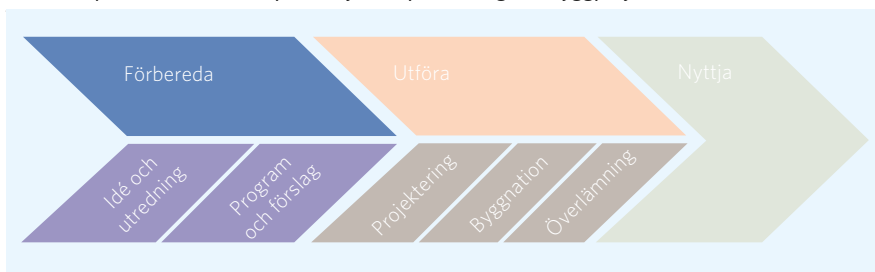 Förbereda
Utföra
Nyttja
Idé och
utredning
Program
och förslag
Projektering
Byggnation
Överlämning